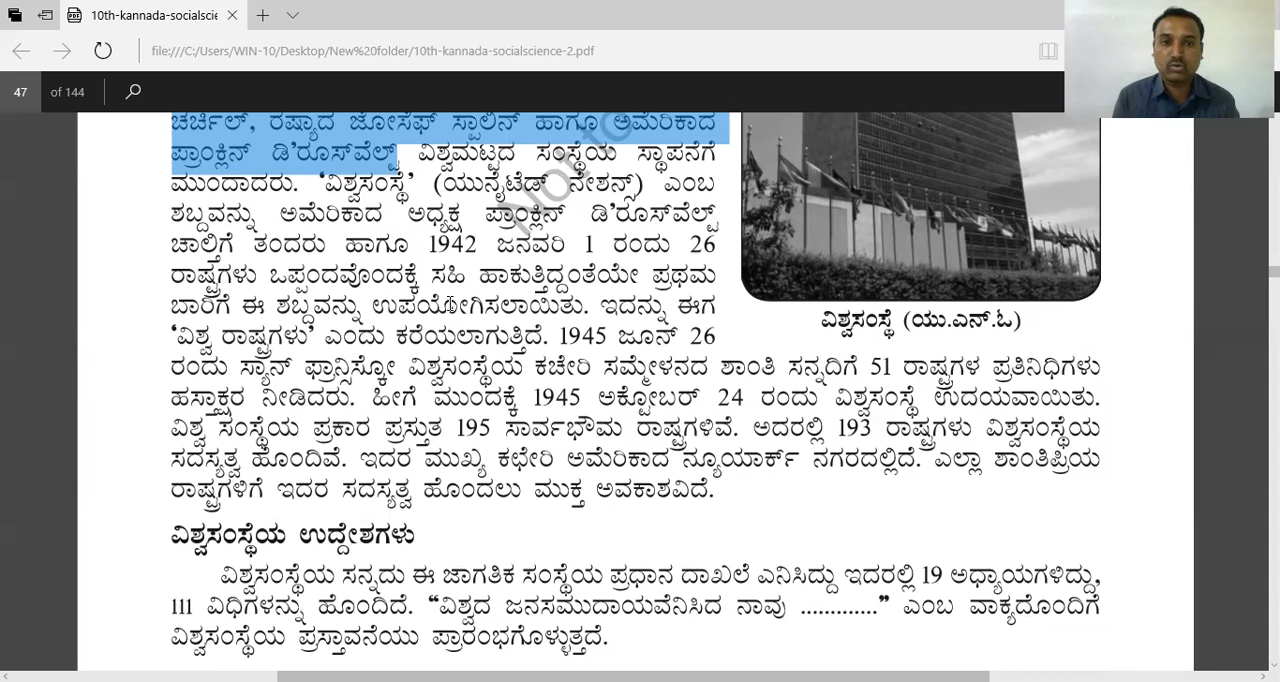 10th-kannada-socialscie
file:///C:/Users/WIN-10/Desktop/New%20folder/10th-kannada-socialscience-2.pdf
47 of 144
ಚರ್ಚಿಲ್, ರಷ್ಯಾದ ಜೋಸೆಫ್ ಸ್ಟಾಲಿನ್ ಹಾಗೂ ಅಮೆರಿಕಾದ
ಫ್ರಾಂಕ್ಲಿನ್ ಡಿ'ರೂಸ್‌ವೆಲ್ಟ್ ವಿಶ್ವಮಟ್ಟದ ಸಂಸ್ಥೆಯ ಸ್ಥಾಪನೆಗೆ
ಮುಂದಾದರು. 'ವಿಶ್ವಸಂಸ್ಥೆ' (ಯುನೈಟೆಡ್ ನೇಶನ್ಸ್) ಎಂಬ
ಶಬ್ದವನ್ನು ಅಮೆರಿಕಾದ ಅಧ್ಯಕ್ಷ ಫ್ರಾಂಕ್ಲಿನ್ ಡಿ'ರೂಸ್‌ವೆಲ್ಟ್
ಚಾಲ್ತಿಗೆ ತಂದರು ಹಾಗೂ 1942 ಜನವರಿ 1 ರಂದು 26
ರಾಷ್ಟ್ರಗಳು ಒಪ್ಪಂದವೊಂದಕ್ಕೆ ಸಹಿ ಹಾಕುತ್ತಿದ್ದಂತೆಯೇ ಪ್ರಥಮ
ಬಾರಿಗೆ ಈ ಶಬ್ದವನ್ನು ಉಪಯೋಗಿಸಲಾಯಿತು. ಇದನ್ನು ಈಗ
'ವಿಶ್ವ ರಾಷ್ಟ್ರಗಳು' ಎಂದು ಕರೆಯಲಾಗುತ್ತಿದೆ. 1945 ಜೂನ್ 26
ರಂದು ಸ್ಯಾನ್ ಫ್ರಾನ್ಸಿಸ್ಕೋ ವಿಶ್ವಸಂಸ್ಥೆಯ ಕಚೇರಿ ಸಮ್ಮೇಳನದ ಶಾಂತಿ ಸನ್ನದಿಗೆ 51 ರಾಷ್ಟ್ರಗಳ ಪ್ರತಿನಿಧಿಗಳು
ಹಸ್ತಾಕ್ಷರ ನೀಡಿದರು. ಹೀಗೆ ಮುಂದಕ್ಕೆ 1945 ಅಕ್ಟೋಬರ್ 24 ರಂದು ವಿಶ್ವಸಂಸ್ಥೆ ಉದಯವಾಯಿತು.
ವಿಶ್ವ ಸಂಸ್ಥೆಯ ಪ್ರಕಾರ ಪ್ರಸ್ತುತ 195 ಸಾರ್ವಭೌಮ ರಾಷ್ಟ್ರಗಳಿವೆ. ಅದರಲ್ಲಿ 193 ರಾಷ್ಟ್ರಗಳು ವಿಶ್ವಸಂಸ್ಥೆಯ
ಸದಸ್ಯತ್ವ ಹೊಂದಿವೆ. ಇದರ ಮುಖ್ಯ ಕಛೇರಿ ಅಮೆರಿಕಾದ ನ್ಯೂಯಾರ್ಕ್ ನಗರದಲ್ಲಿದೆ. ಎಲ್ಲಾ ಶಾಂತಿಪ್ರಿಯ
ರಾಷ್ಟ್ರಗಳಿಗೆ ಇದರ ಸದಸ್ಯತ್ವ ಹೊಂದಲು ಮುಕ್ತ ಅವಕಾಶವಿದೆ.
ವಿಶ್ವಸಂಸ್ಥೆ (ಯು.ಎನ್.ಓ)
ವಿಶ್ವಸಂಸ್ಥೆಯ ಉದ್ದೇಶಗಳು
ವಿಶ್ವಸಂಸ್ಥೆಯ ಸನ್ನದು ಈ ಜಾಗತಿಕ ಸಂಸ್ಥೆಯ ಪ್ರಧಾನ ದಾಖಲೆ ಎನಿಸಿದ್ದು ಇದರಲ್ಲಿ 19 ಅಧ್ಯಾಯಗಳಿದ್ದು,
111 ವಿಧಿಗಳನ್ನು ಹೊಂದಿದೆ. "ವಿಶ್ವದ ಜನಸಮುದಾಯವೆನಿಸಿದ ನಾವು ............." ಎಂಬ ವಾಕ್ಯದೊಂದಿಗೆ
ವಿಶ್ವಸಂಸ್ಥೆಯ ಪ್ರಸ್ತಾವನೆಯು ಪ್ರಾರಂಭಗೊಳ್ಳುತ್ತದೆ.
Not to